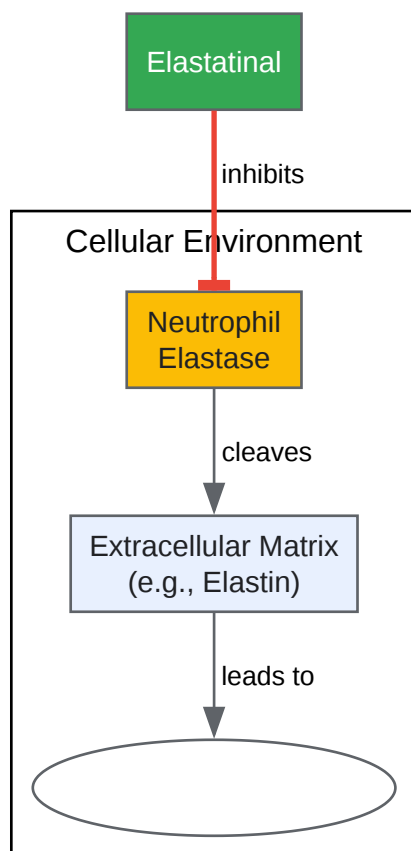 Elastatinal
inhibits
Cellular Environment
Neutrophil
Elastase
cleaves
Extracellular Matrix
(e.g., Elastin)
leads to